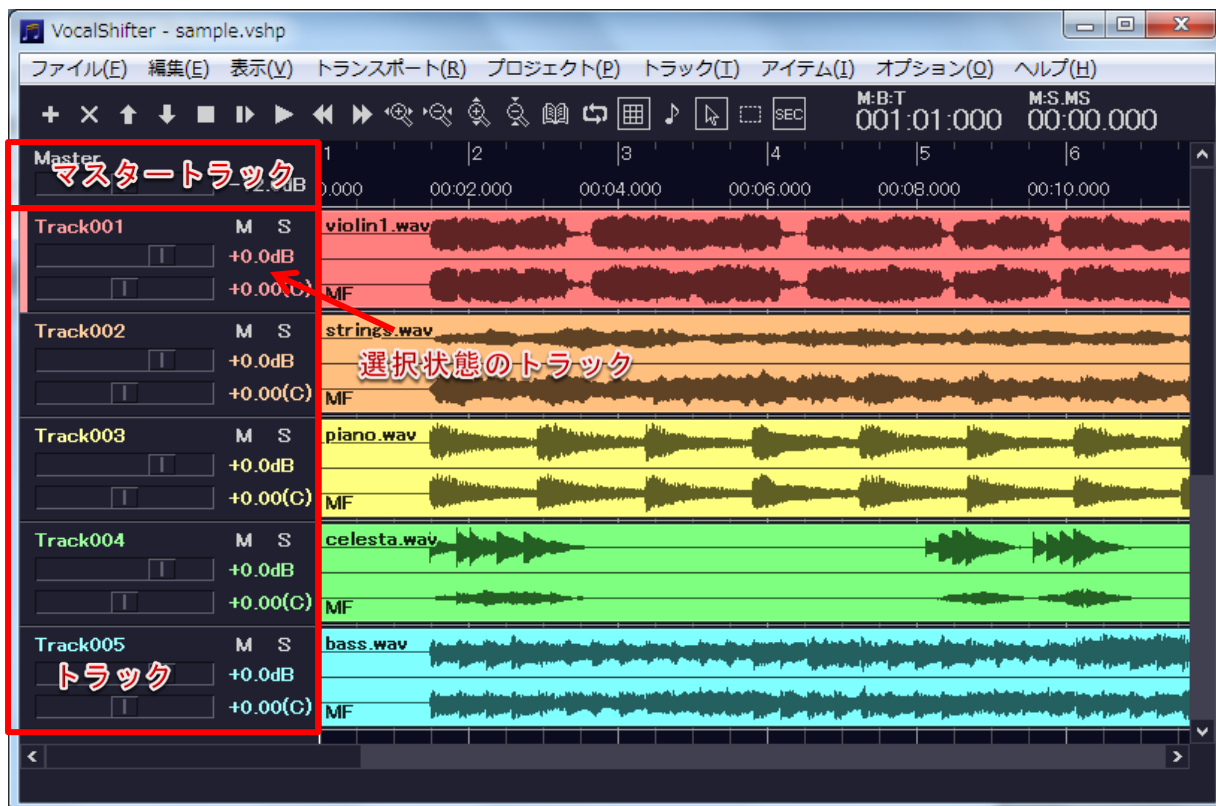 VocalShifter - sample.vshp
ファイル(F) 編集(E) 表示(V) トランスポート(R) プロジェクト(P) トラック(T) アイテム(I) オプション(O) ヘルプ(H)
SEC M:B:T 001:01:000 M:S.MS 00:00.000
Master 1 2 3 4 5 6
マスタートラック
0.000 00:02.000 00:04.000 00:06.000 00:08.000 00:10.000
Track001 M S violin1.wav
+0.0dB
+0.00(C) MF
Track002 M S strings.wav
+0.0dB
選択状態のトラック
+0.00(C) MF
Track003 M S piano.wav
+0.0dB
+0.00(C) MF
Track004 M S celesta.wav
+0.0dB
+0.00(C) MF
Track005 M S bass.wav
トラック +0.0dB
+0.00(C) MF